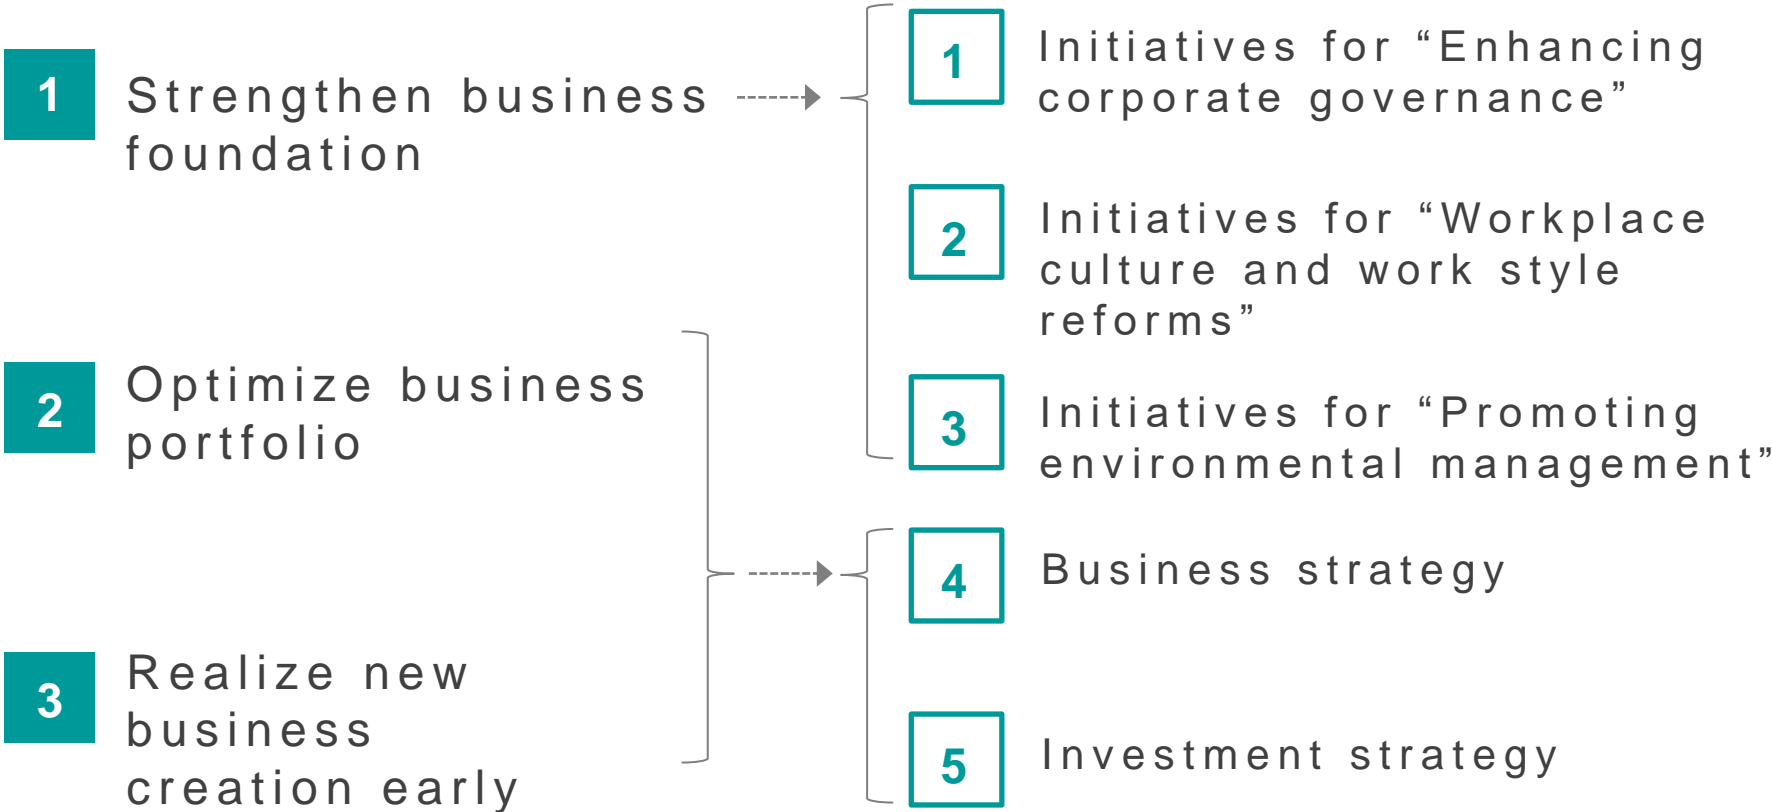 1
Strengthen business
foundation
2
Optimize business
portfolio
3
Realize new
business
creation early
1
Initiatives for “Enhancing
corporate governance”
2
Initiatives for “Workplace
culture and work style
reforms”
3
Initiatives for “Promoting
environmental management”
4
Business strategy
5
Investment strategy